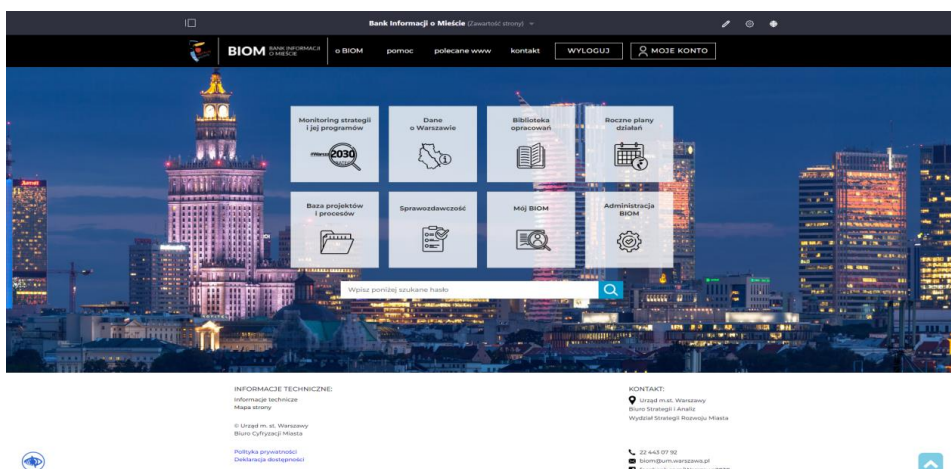 Bank Informacji o Mieście (Zawartość strony)
BIOM BANK INFORMACJI
O MIEŚCIE
o BIOM pomoc polecane www kontakt WYLOGUJ MOJE KONTO
Monitoring strategii
i jej programów
2030
Dane
o Warszawie
Biblioteka
opracowań
Roczne plany
działań
Baza projektów
i procesów
Sprawozdawczość
Mój BIOM
Administracja
BIOM
Marriott
Wpisz poniżej szukane hasło
INFORMACJE TECHNICZNE:
Informacje techniczne
Mapa strony
© Urząd m. st. Warszawy
Biuro Cyfryzacji Miasta
Polityka prywatności
Deklaracja dostępności
KONTAKT:
Urząd m.st. Warszawy
Biuro Strategii i Analiz
Wydział Strategii Rozwoju Miasta
22 443 07 92
biom@um.warszawa.pl